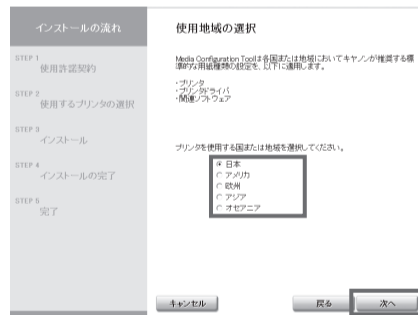 インストールの流れ
STEP 1
使用許諾契約
STEP 2
使用するプリンタの選択
STEP 3
インストール
STEP 4
インストールの完了
STEP 5
完了
使用地域の選択
Media Configuration Toolは各国または地域においてキヤノンが推奨する標
準的な用紙種類の設定を、以下に適用します。
・プリンタ
・プリンタドライバ
・関連ソフトウェア
プリンタを使用する国または地域を選択してください。
日本
アメリカ
欧州
アジア
オセアニア
キャンセル
戻る
次へ